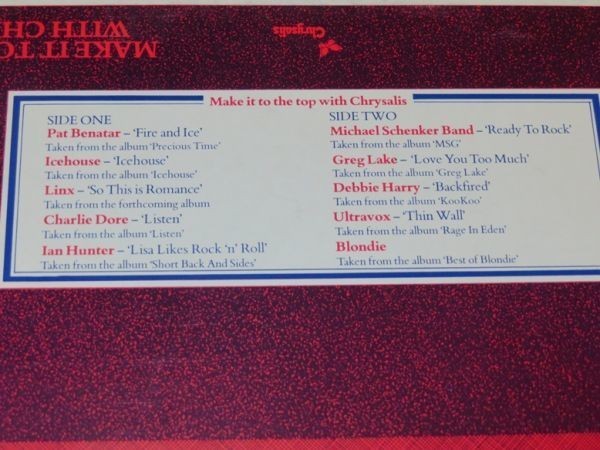 MAKE IT TO
WITH CH
Chrysalis
Make it to the top with Chrysalis
SIDE ONE
Pat Benatar – ‘Fire and Ice’
Taken from the album ‘Precious Time’
Icehouse – ‘Icehouse’
Taken from the album ‘Icehouse’
Linx – ‘So This is Romance’
Taken from the forthcoming album
Charlie Dore – ‘Listen’
Taken from the album ‘Listen’
Ian Hunter – ‘Lisa Likes Rock ‘n’ Roll’
Taken from the album ‘Short Back And Sides’
SIDE TWO
Michael Schenker Band – ‘Ready To Rock’
Taken from the album ‘MSG’
Greg Lake – ‘Love You Too Much’
Taken from the album ‘Greg Lake’
Debbie Harry – ‘Backfired’
Taken from the album ‘KooKoo’
Ultravox – ‘Thin Wall’
Taken from the album ‘Rage In Eden’
Blondie
Taken from the album ‘Best of Blondie’